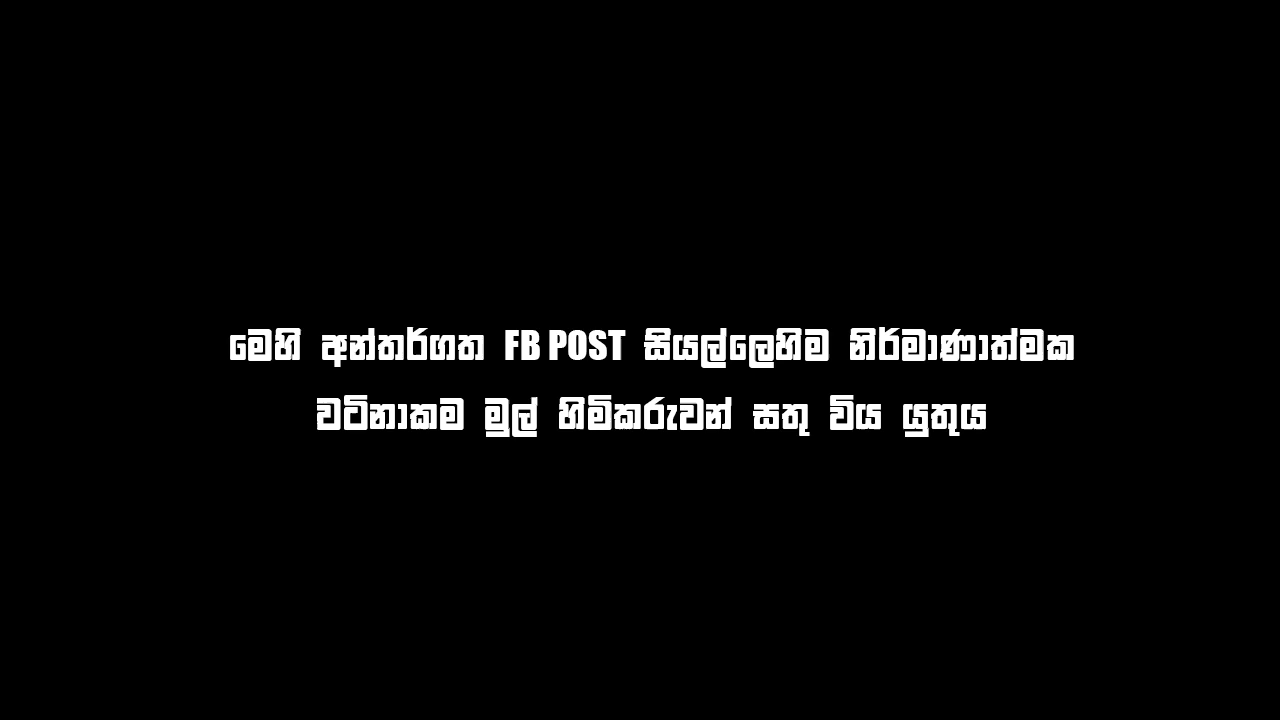 මෙහි අන්තර්ගත FB POST සියල්ලෙහිම නිර්මාණාත්මක
වටිනාකම මුල් හිමිකරුවන් සතු විය යුතුය